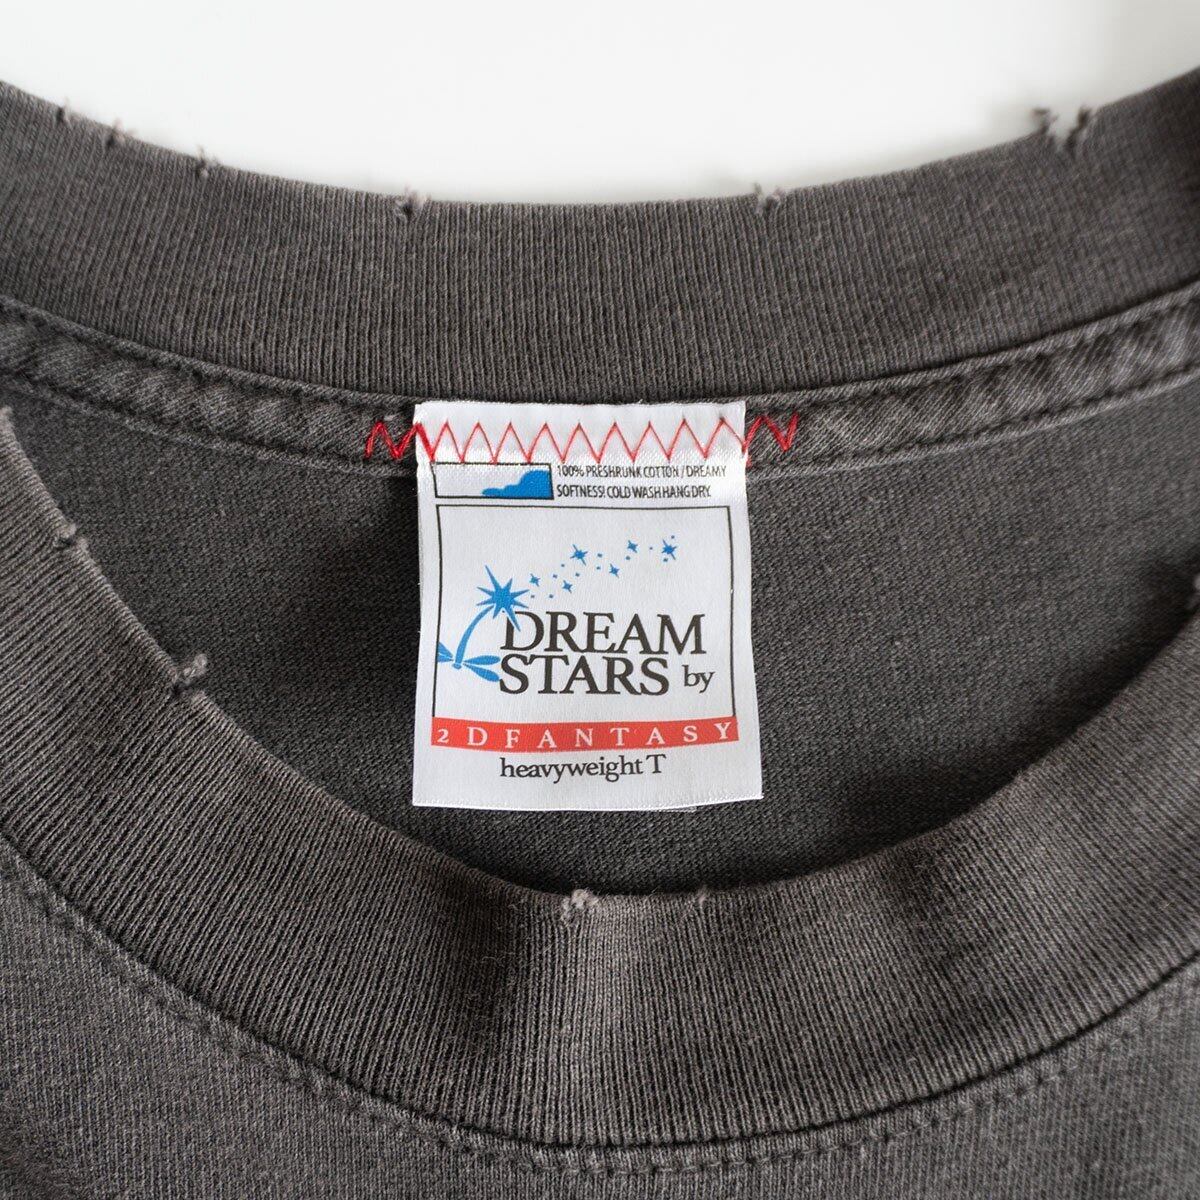 100% PRESHRUNK COTTON / DREAMY
SOFTNESS! COLD WASH HANG DRY.
DREAM
STARS by
2DFANTASY
heavyweight T